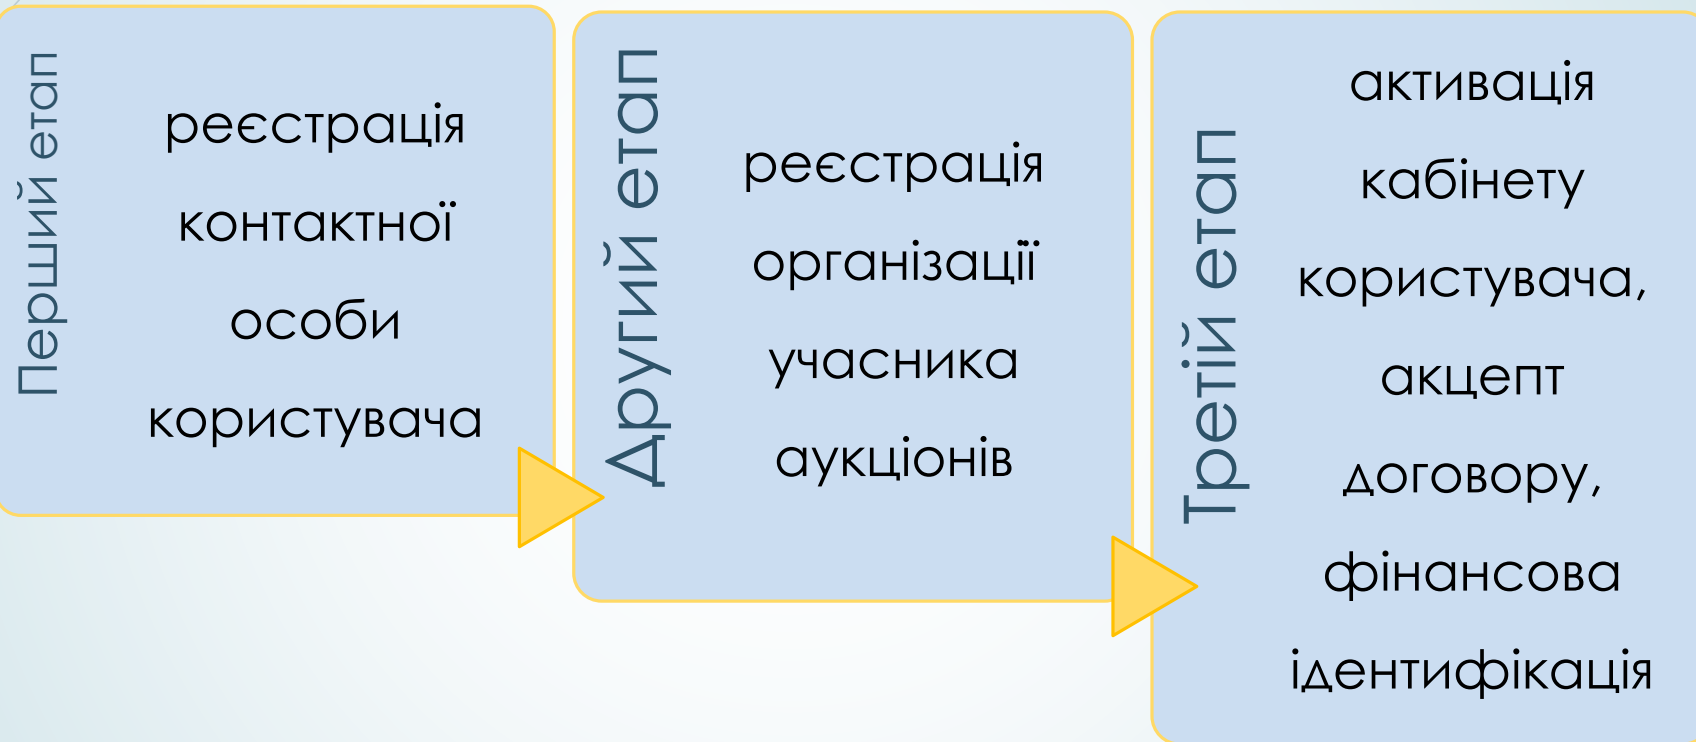 Перший етап
реєстрація
контактної
особи
користувача
Другий етап
реєстрація
організації
учасника
аукціонів
Третій етап
активація
кабінету
користувача,
акцепт
договору,
фінансова
ідентифікація